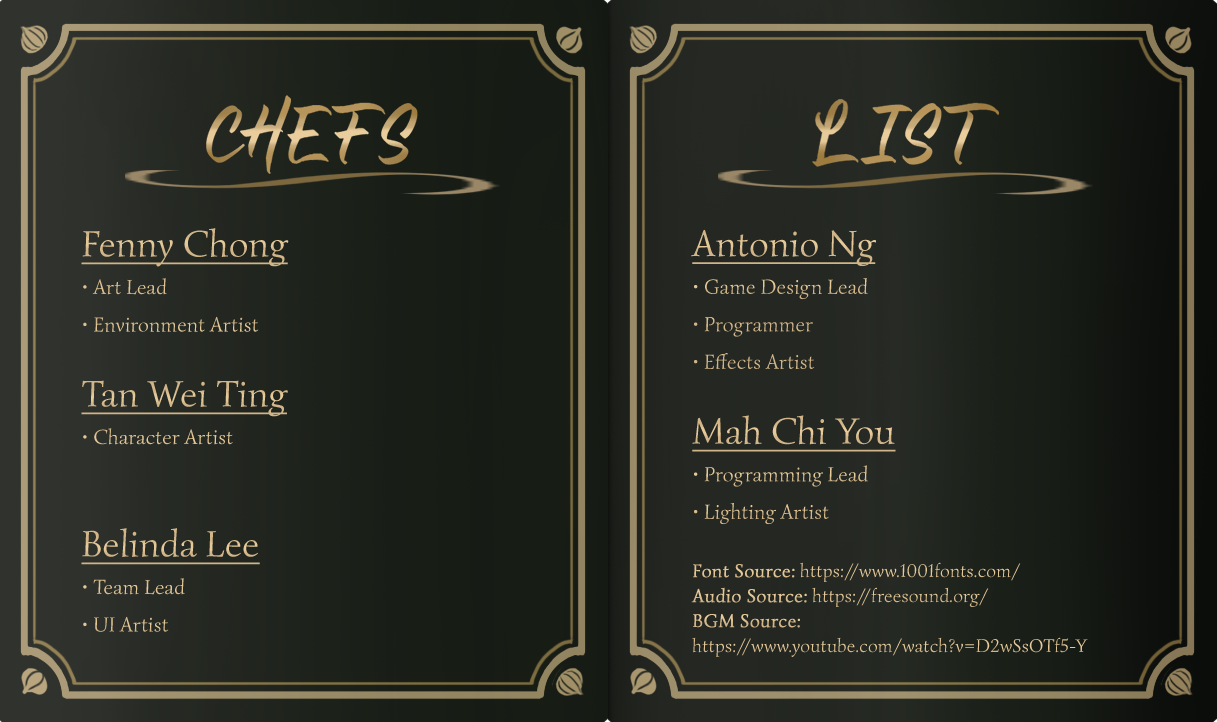 CHEFS
Fenny Chong
• Art Lead
• Environment Artist
Tan Wei Ting
• Character Artist
Belinda Lee
• Team Lead
• UI Artist
LIST
Antonio Ng
• Game Design Lead
• Programmer
• Effects Artist
Mah Chi You
• Programming Lead
• Lighting Artist
Font Source: https://www.1001fonts.com/
Audio Source: https://freesound.org/
BGM Source:
https://www.youtube.com/watch?v=D2wSsOTf5-Y